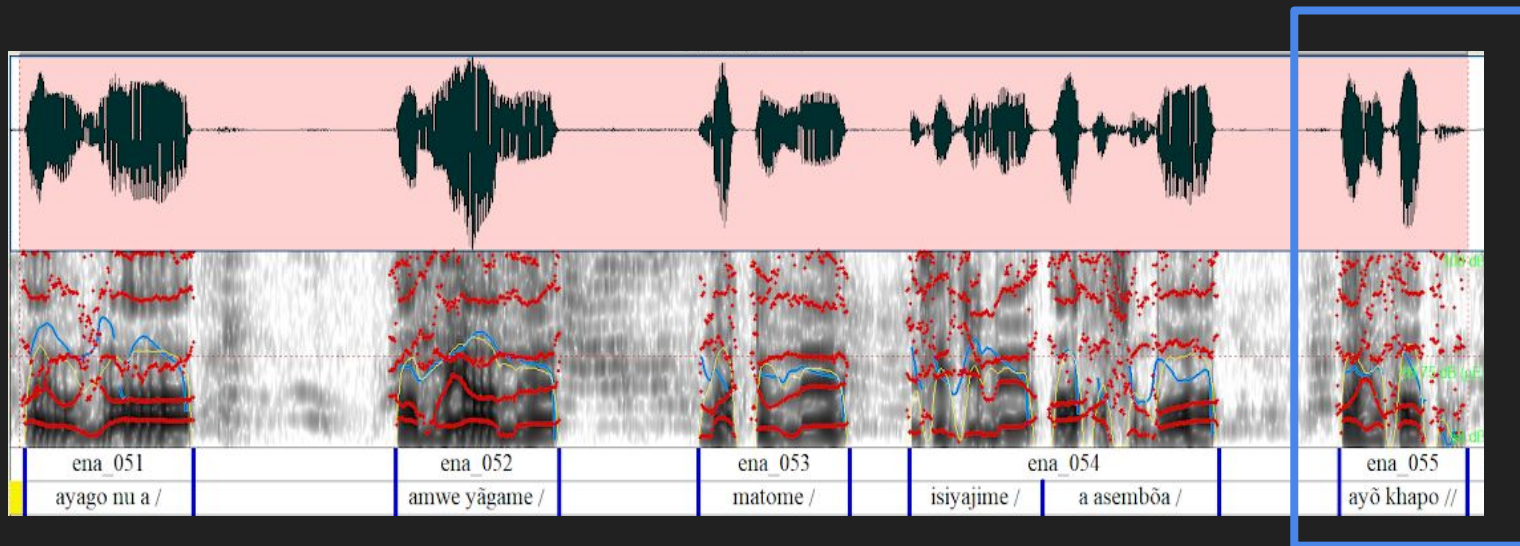 ena_051 ena_052 ena_053 ena_054 ena_055
ayago nu a / amwe yãgame / matome / isiyajime / a asembõa / ayõ khapo //